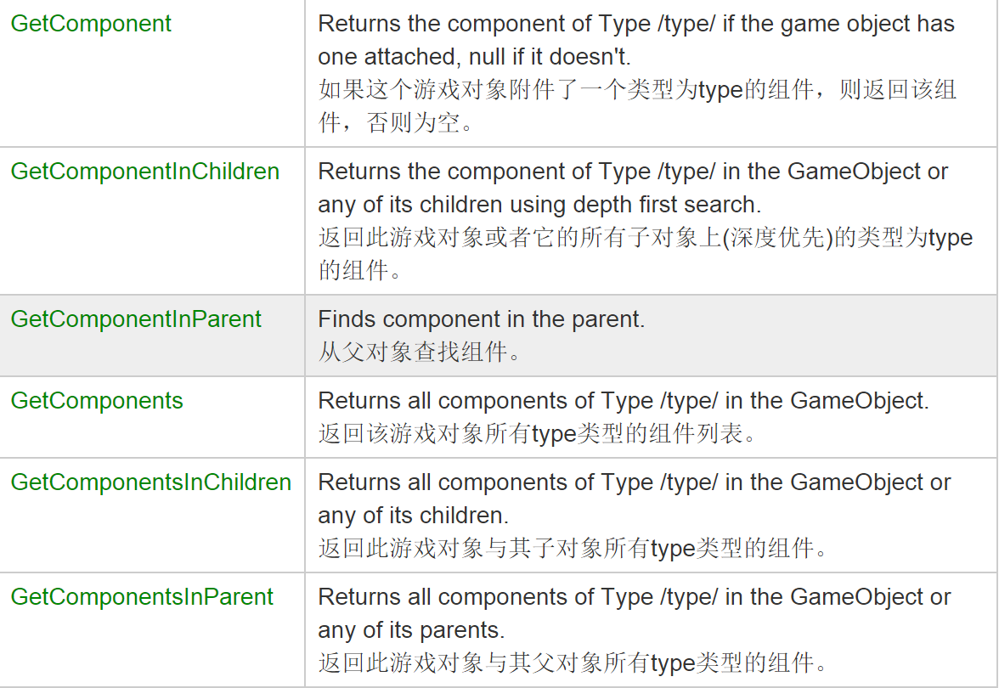 GetComponent
Returns the component of Type /type/ if the game object has
one attached, null if it doesn't.
如果这个游戏对象附件了一个类型为type的组件，则返回该组
件，否则为空。
GetComponentInChildren
Returns the component of Type /type/ in the GameObject or
any of its children using depth first search.
返回此游戏对象或者它的所有子对象上(深度优先)的类型为type
的组件。
GetComponentInParent
Finds component in the parent.
从父对象查找组件。
GetComponents
Returns all components of Type /type/ in the GameObject.
返回该游戏对象所有type类型的组件列表。
GetComponentsInChildren
Returns all components of Type /type/ in the GameObject or
any of its children.
返回此游戏对象与其子对象所有type类型的组件。
GetComponentsInParent
Returns all components of Type /type/ in the GameObject or
any of its parents.
返回此游戏对象与其父对象所有type类型的组件。